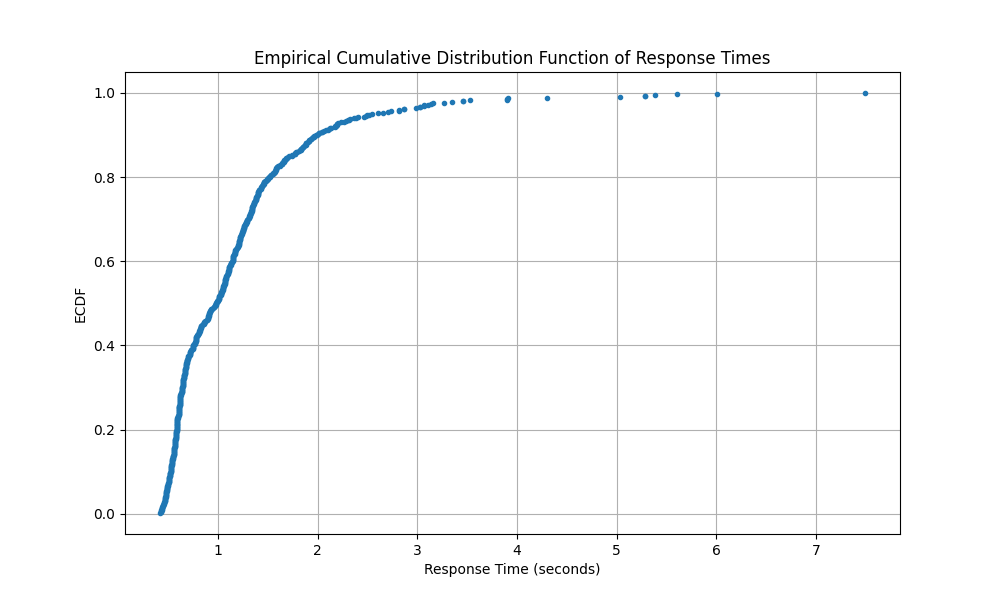 Empirical Cumulative Distribution Function of Response Times
1.0
0.8
0.6
0.4
0.2
0.0
ECDF
1 2 3 4 5 6 7
Response Time (seconds)